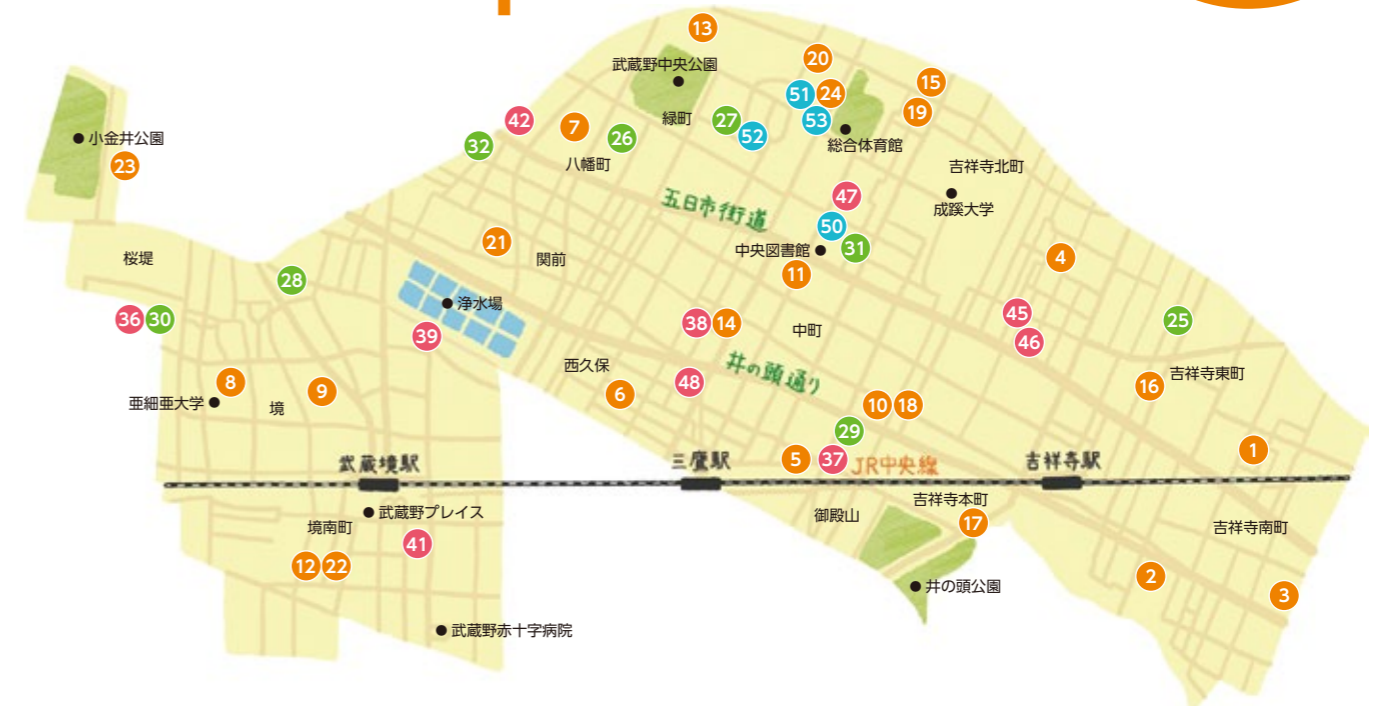 13
武蔵野中央公園
20
15
51
24
19
小金井公園
23
42
7
緑町
27
53
32
26
52
総合体育館
八幡町
吉祥寺北町
五日市街道
47
成蹊大学
50
桜堤
21
関前
中央図書館
31
4
11
28
浄水場
36
30
39
38
14
中町
45
25
46
西久保
井の頭通り
吉祥寺東町
8
9
6
48
16
亜細亜大学
境
10
18
29
1
武蔵境駅
三鷹駅
5
37
JR中央線
吉祥寺駅
武蔵野プレイス
御殿山
吉祥寺本町
境南町
17
吉祥寺南町
41
12
22
井の頭公園
2
3
武蔵野赤十字病院